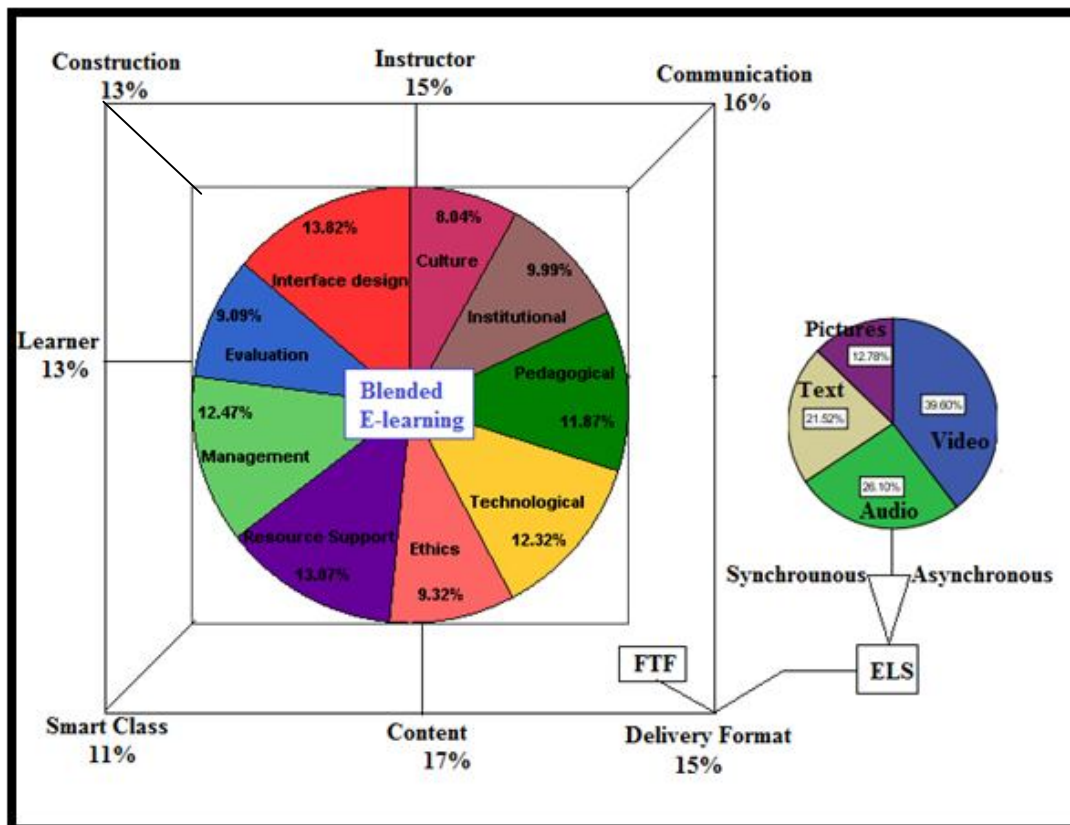 Construction
13%
Instructor
15%
Communication
16%
13.82%
Interface design
8.04%
Culture
9.99%
Institutional
9.09%
Evaluation
Pedagogical
11.87%
Learner
13%
Blended
E-learning
12.47%
Management
Technological
12.32%
Resource Support
13.07%
Ethics
9.32%
Pictures
12.78%
Text
21.52%
39.60%
Video
26.10%
Audio
Synchrounous
Asynchronous
FTF
ELS
Smart Class
11%
Content
17%
Delivery Format
15%